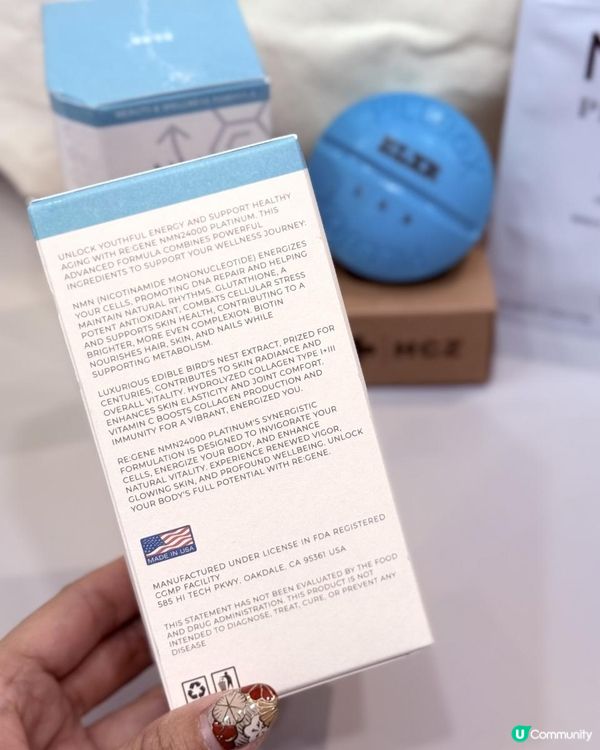 UNLOCK YOUTHFUL ENERGY AND SUPPORT HEALTHY
AGING WITH RE:GENE NMN24000 PLATINUM. THIS
ADVANCED FORMULA COMBINES POWERFUL
INGREDIENTS TO SUPPORT YOUR WELLNESS JOURNEY:
NMN (NICOTINAMIDE MONONUCLEOTIDE) ENERGIZES
YOUR CELLS, PROMOTING DNA REPAIR AND HELPING
MAINTAIN NATURAL RHYTHMS. GLUTATHIONE, A
POTENT ANTIOXIDANT, COMBATS CELLULAR STRESS
AND SUPPORTS SKIN HEALTH, CONTRIBUTING TO A
BRIGHTER, MORE EVEN COMPLEXION. BIOTIN
NOURISHES HAIR, SKIN, AND NAILS WHILE
SUPPORTING METABOLISM.
LUXURIOUS EDIBLE BIRD'S NEST EXTRACT, PRIZED FOR
CENTURIES, CONTRIBUTES TO SKIN RADIANCE AND
OVERALL VITALITY. HYDROLYZED COLLAGEN TYPE I+III
ENHANCES SKIN ELASTICITY AND JOINT COMFORT.
VITAMIN C BOOSTS COLLAGEN PRODUCTION AND
IMMUNITY FOR A VIBRANT, ENERGIZED YOU.
RE:GENE NMN24000 PLATINUM'S SYNERGISTIC
FORMULATION IS DESIGNED TO INVIGORATE YOUR
CELLS, ENERGIZE YOUR BODY, AND ENHANCE
NATURAL VITALITY. EXPERIENCE RENEWED VIGOR,
GLOWING SKIN, AND PROFOUND WELLBEING. UNLOCK
YOUR BODY'S FULL POTENTIAL WITH RE:GENE.
MADE IN USA
MANUFACTURED UNDER LICENSE IN FDA REGISTERED
CGMP FACILITY
585 HI TECH PKWY. OAKDALE, CA 95361 USA
THIS STATEMENT HAS NOT BEEN EVALUATED BY THE FOOD
AND DRUG ADMINISTRATION. THIS PRODUCT IS NOT
INTENDED TO DIAGNOSE, TREAT, CURE, OR PREVENT ANY
DISEASE
U Community